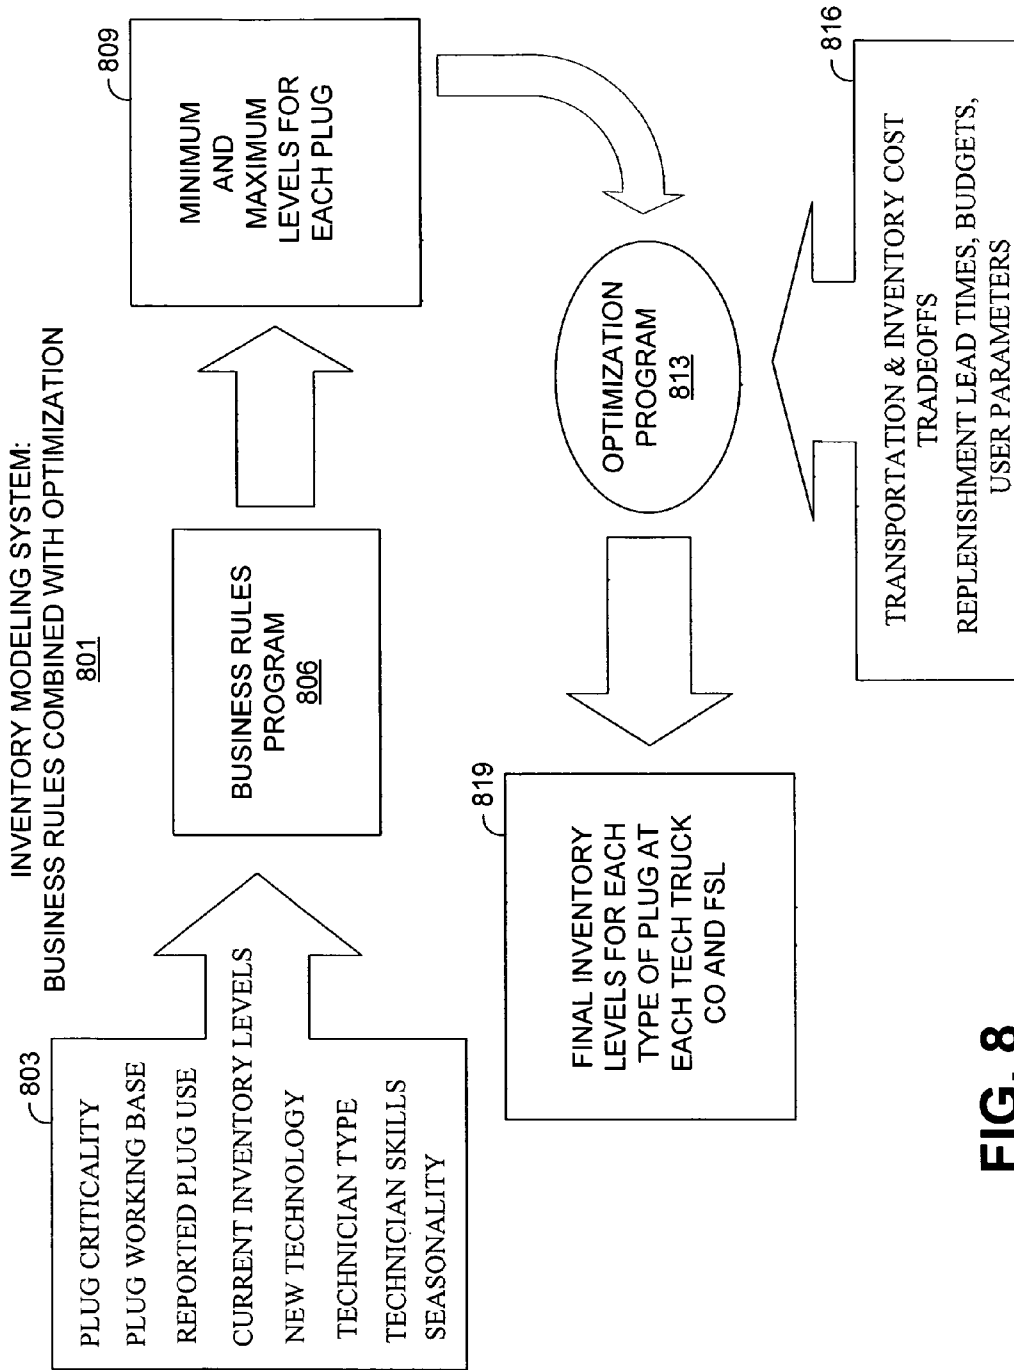 INVENTORY MODELING SYSTEM:
BUSINESS RULES COMBINED WITH OPTIMIZATION
801
803
PLUG CRITICALITY
PLUG WORKING BASE
REPORTED PLUG USE
CURRENT INVENTORY LEVELS
NEW TECHNOLOGY
TECHNICIAN TYPE
TECHNICIAN SKILLS
SEASONALITY
BUSINESS RULES
PROGRAM
806
809
MINIMUM
AND
MAXIMUM
LEVELS FOR
EACH PLUG
OPTIMIZATION
PROGRAM
813
819
FINAL INVENTORY
LEVELS FOR EACH
TYPE OF PLUG AT
EACH TECH TRUCK
CO AND FSL
816
TRANSPORTATION & INVENTORY COST
TRADEOFFS
REPLENISHMENT LEAD TIMES, BUDGETS,
USER PARAMETERS
FIG. 8